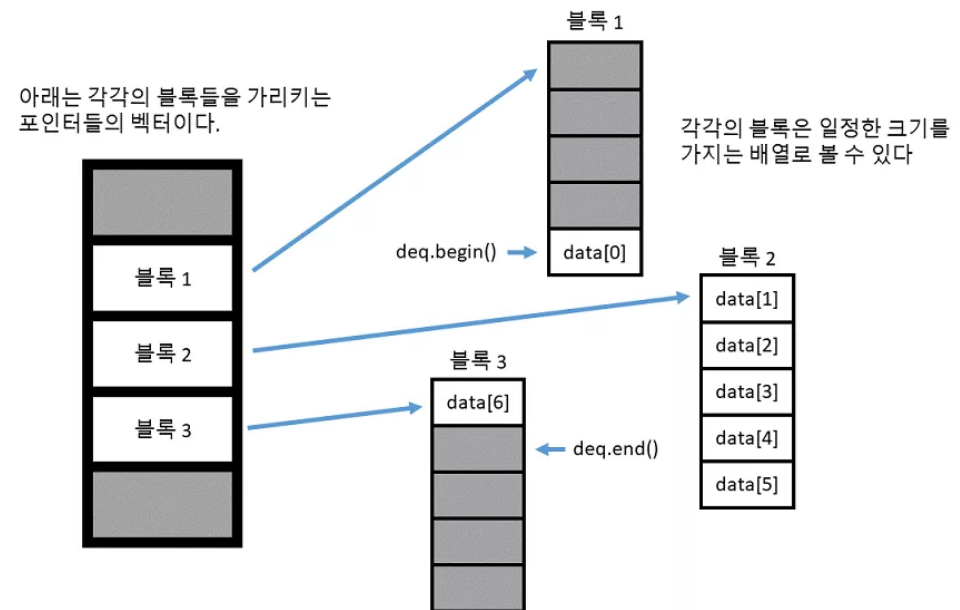 블록 1
아래는 각각의 블록들을 가리키는
포인터들의 벡터이다.
각각의 블록은 일정한 크기를
가지는 배열로 볼 수 있다
블록 1
블록 2
블록 3
deq.begin()
data[0]
블록 2
data[1]
data[2]
data[3]
data[4]
data[5]
블록 3
data[6]
deq.end()